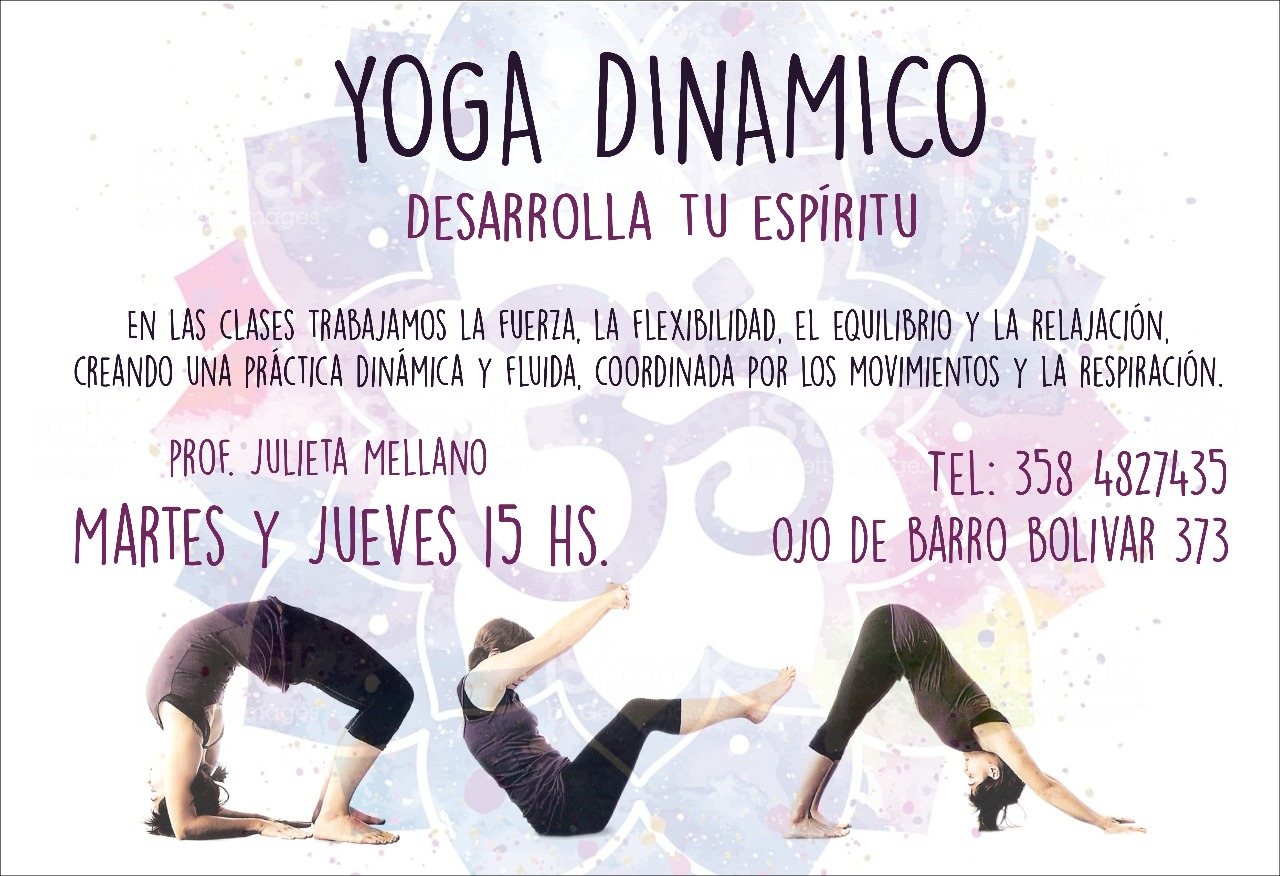 YOGA DINAMICO
DESARROLLA TU ESPÍRITU
EN LAS CLASES TRABAJAMOS LA FUERZA, LA FLEXIBILIDAD, EL EQUILIBRIO Y LA RELAJACIÓN,
CREANDO UNA PRÁCTICA DINÁMICA Y FLUIDA, COORDINADA POR LOS MOVIMIENTOS Y LA RESPIRACIÓN.
PROF. JULIETA MELLANO
MARTES Y JUEVES 15 HS.
TEL: 358 4827435
OJO DE BARRO BOLIVAR 373